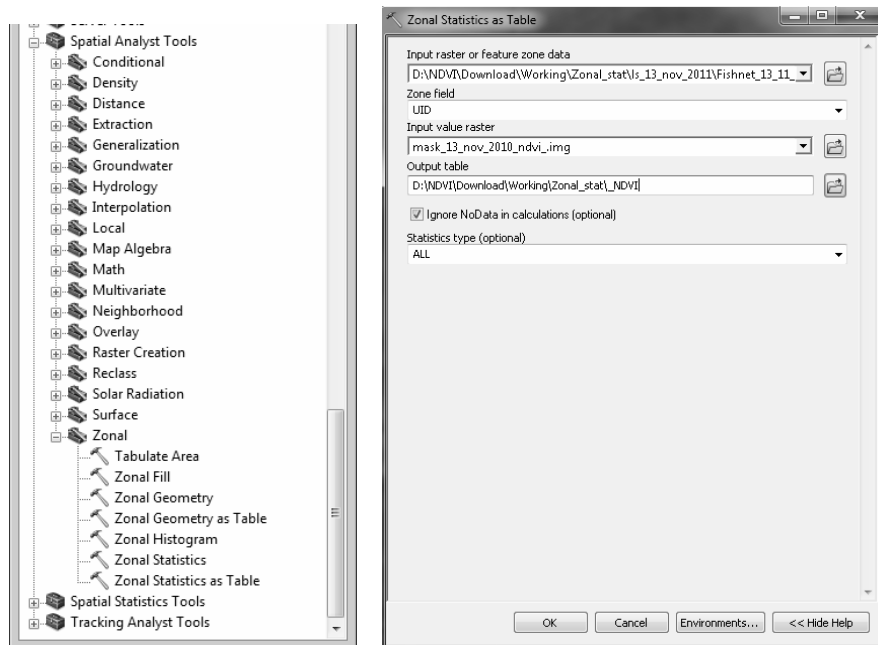 Spatial Analyst Tools
Conditional
Density
Distance
Extraction
Generalization
Groundwater
Hydrology
Interpolation
Local
Map Algebra
Math
Multivariate
Neighborhood
Overlay
Raster Creation
Reclass
Solar Radiation
Surface
Zonal
Tabulate Area
Zonal Fill
Zonal Geometry
Zonal Geometry as Table
Zonal Histogram
Zonal Statistics
Zonal Statistics as Table
Spatial Statistics Tools
Tracking Analyst Tools
Zonal Statistics as Table
Input raster or feature zone data
D:\NDVI\Download\Working\Zonal_stat\ls_13_nov_2011\Fishnet_13_11_
Zone field
UID
Input value raster
mask_13_nov_2010_ndvi_.img
Output table
D:\NDVI\Download\Working\Zonal_stat\_NDVI
Ignore NoData in calculations (optional)
Statistics type (optional)
ALL
OK
Cancel
Environments...
<< Hide Help